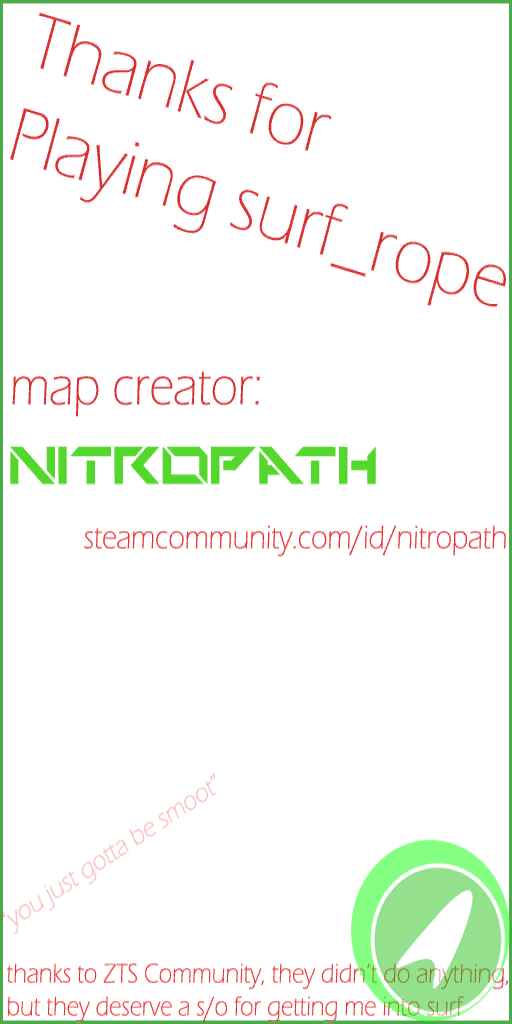 Thanks for
Playing surf_rope
map creator:
NITROPATH
steamcommunity.com/id/nitropath
"you just gotta be smoot"
thanks to ZTS Community, they didn't do anything,
but they deserve a s/o for getting me into surf